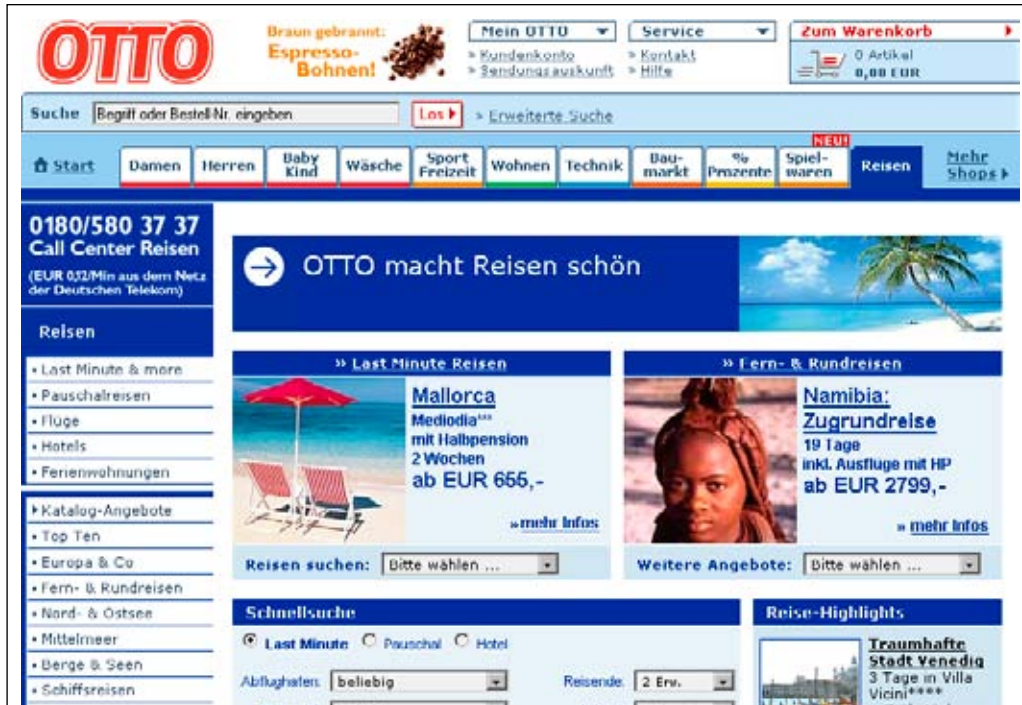 OTTO
Braun gebrannt:
Espresso-
Bohnen!
Mein OTTO
» Kundenkonto
» Sendungsauskunft
Service
» Kontakt
» Hilfe
Zum Warenkorb
0 Artikel
0,00 EUR
Suche Begriff oder Bestell-Nr. eingeben Los » Erweiterte Suche
NEU!
Start
Damen
Herren
Baby
Kind
Wäsche
Sport
Freizeit
Wohnen
Technik
Bau-
markt
%
Prozente
Spiel-
waren
Reisen
Mehr
Shops
0180/580 37 37
Call Center Reisen
(EUR 0,12/Min aus dem Netz
der Deutschen Telekom)
Reisen
• Last Minute & more
• Pauschalreisen
• Flüge
• Hotels
• Ferienwohnungen
Katalog-Angebote
• Top Ten
• Europa & Co
• Fern- & Rundreisen
• Nord- & Ostsee
• Mittelmeer
• Berge & Seen
• Schiffsreisen
OTTO macht Reisen schön
» Last Minute Reisen
Mallorca
Mediodia***
mit Halbpension
2 Wochen
ab EUR 655,-
» mehr Infos
Reisen suchen: Bitte wählen ...
» Fern- & Rundreisen
Namibia:
Zugrundreise
19 Tage
inkl. Ausflüge mit HP
ab EUR 2799,-
» mehr Infos
Weitere Angebote: Bitte wählen ...
Schnellsuche
Last Minute Pauschal Hotel
Abflughafen: beliebig Reisende: 2 Erw.
Reise-Highlights
Traumhafte
Stadt Venedig
3 Tage in Villa
Vicini****